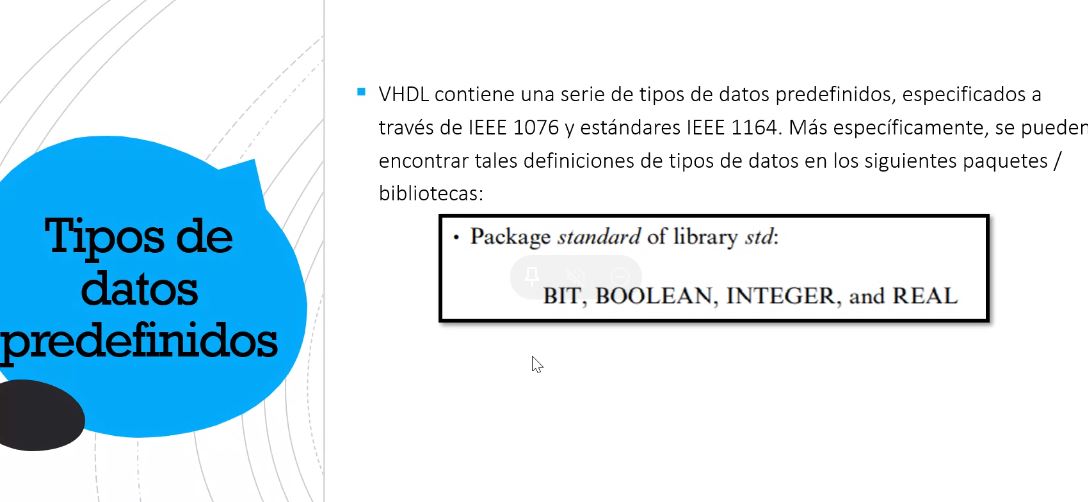 Tipos de
datos
predefinidos
VHDL contiene una serie de tipos de datos predefinidos, especificados a
través de IEEE 1076 y estándares IEEE 1164. Más específicamente, se pueden
encontrar tales definiciones de tipos de datos en los siguientes paquetes /
bibliotecas:
• Package standard of library std:
BIT, BOOLEAN, INTEGER, and REAL